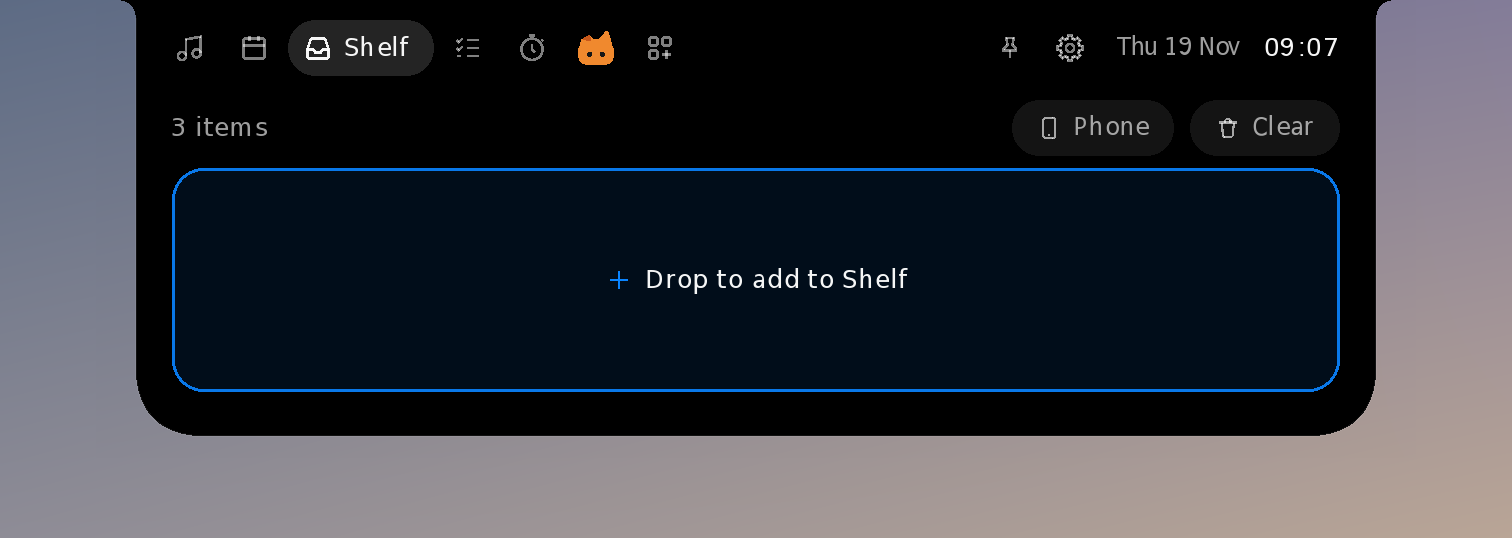 Shelf
Thu 19 Nov 09:07
3 items
Phone
Clear
Drop to add to Shelf